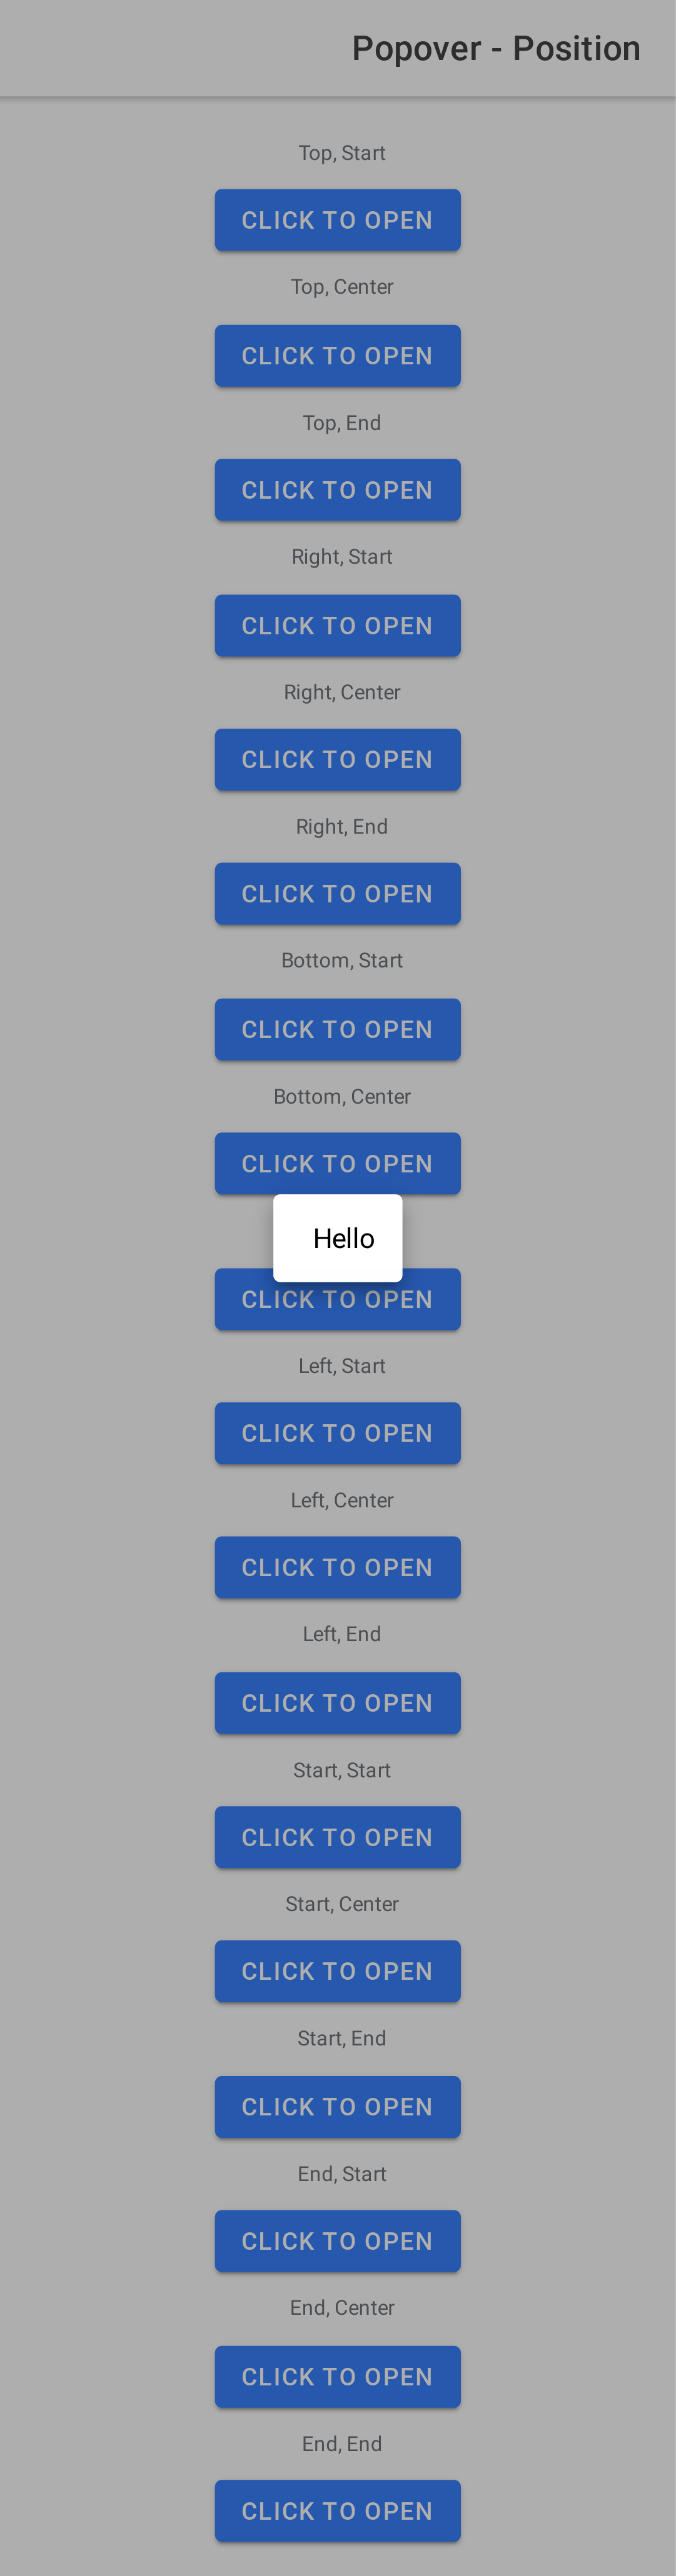 Popover - Position
Top, Start
CLICK TO OPEN
Top, Center
CLICK TO OPEN
Top, End
CLICK TO OPEN
Right, Start
CLICK TO OPEN
Right, Center
CLICK TO OPEN
Right, End
CLICK TO OPEN
Bottom, Start
CLICK TO OPEN
Bottom, Center
CLICK TO OPEN
Hello
CLICK TO OPEN
Left, Start
CLICK TO OPEN
Left, Center
CLICK TO OPEN
Left, End
CLICK TO OPEN
Start, Start
CLICK TO OPEN
Start, Center
CLICK TO OPEN
Start, End
CLICK TO OPEN
End, Start
CLICK TO OPEN
End, Center
CLICK TO OPEN
End, End
CLICK TO OPEN